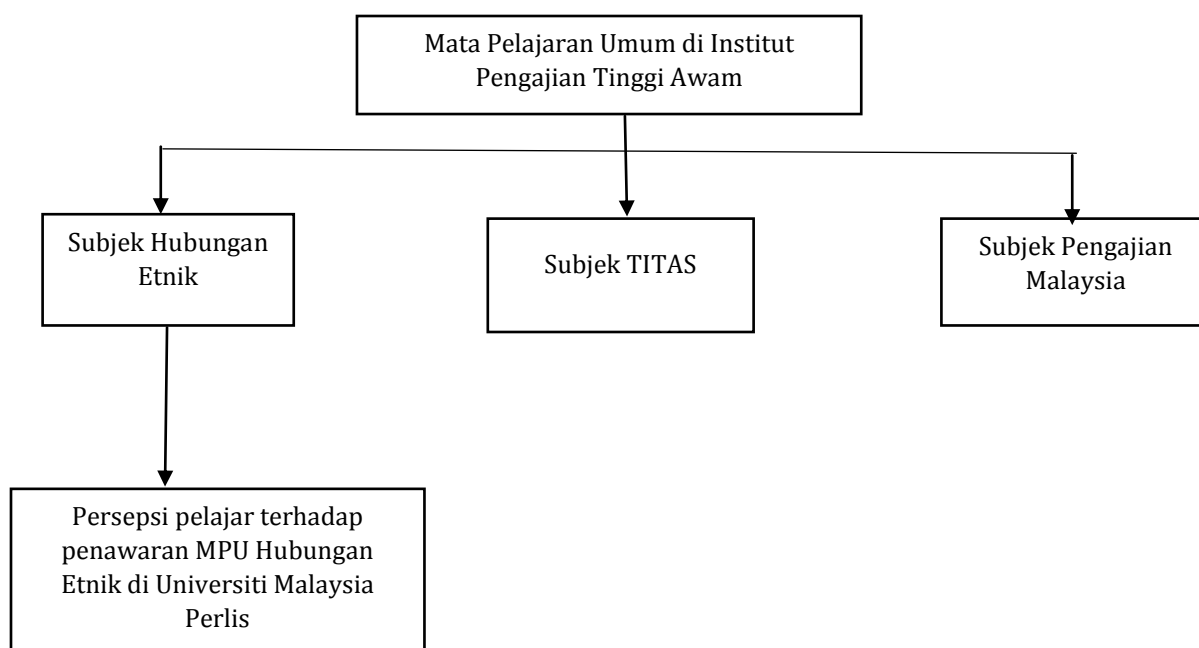 Mata Pelajaran Umum di Institut
Pengajian Tinggi Awam
Subjek Hubungan
Etnik
Subjek TITAS
Subjek Pengajian
Malaysia
Persepsi pelajar terhadap
penawaran MPU Hubungan
Etnik di Universiti Malaysia
Perlis